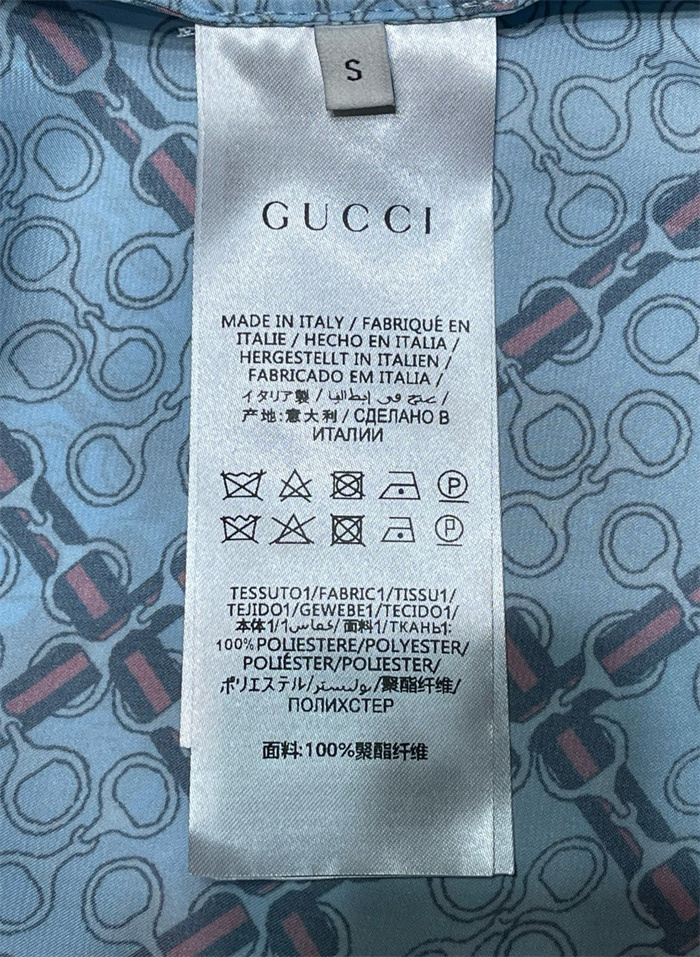 S
GUCCI
MADE IN ITALY / FABRIQUÉ EN
ITALIE / HECHO EN ITALIA /
HERGESTELLT IN ITALIEN /
FABRICADO EM ITALIA /
イタリア製 / صنع في إيطاليا /
产地:意大利 / СДЕЛАНО В
ИТАЛИИ
P
P
TESSUTO1/FABRIC1/TISSU1/
TEJIDO1/GEWEBE1/TECIDO1/
本体1/قماش1/面料1/ТКАНЬ1:
100%POLIESTERE/POLYESTER/
POLIÉSTER/POLIESTER/
ポリエステル/بوليستر/聚酯纤维/
ПОЛИХСТЕР
面料:100%聚酯纤维